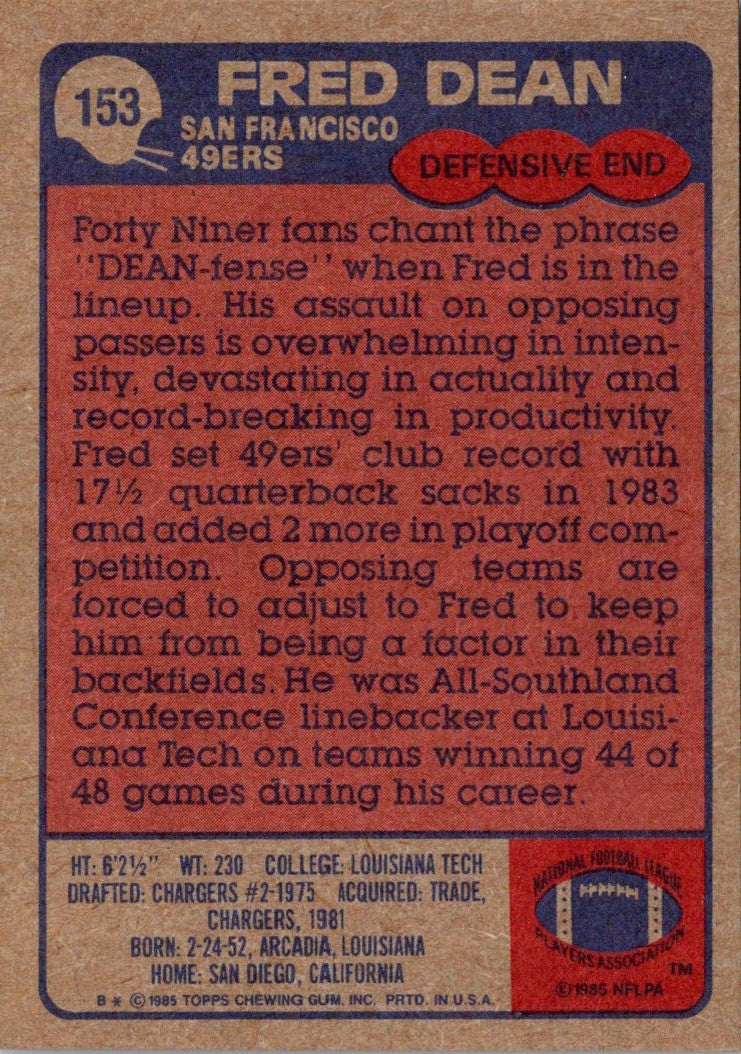 153
FRED DEAN
SAN FRANCISCO
49ERS
DEFENSIVE END
Forty Niner fans chant the phrase
"DEAN-fense" when Fred is in the
lineup. His assault on opposing
passers is overwhelming in inten-
sity, devastating in actuality and
record-breaking in productivity.
Fred set 49ers' club record with
17½ quarterback sacks in 1983
and added 2 more in playoff com-
petition. Opposing teams are
forced to adjust to Fred to keep
him from being a factor in their
backfields. He was All-Southland
Conference linebacker at Louisi-
ana Tech on teams winning 44 of
48 games during his career.
HT: 6'2½" WT: 230 COLLEGE: LOUISIANA TECH
DRAFTED: CHARGERS #2-1975 ACQUIRED: TRADE,
CHARGERS, 1981
BORN: 2-24-52, ARCADIA, LOUISIANA
HOME: SAN DIEGO, CALIFORNIA
B * © 1985 TOPPS CHEWING GUM, INC. PRTD. IN U.S.A.
NATIONAL FOOTBALL LEAGUE
PLAYERS ASSOCIATION
TM
© 1985 NFLPA